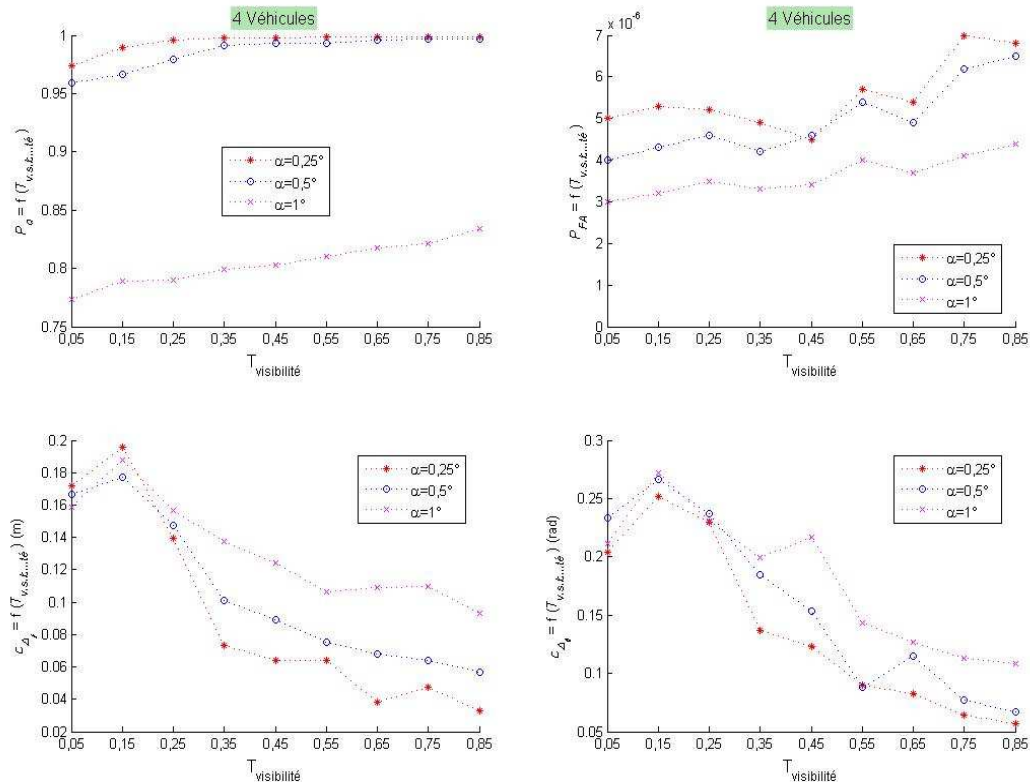 4 Véhicules
1
0.95
0.9
0.85
0.8
0.75
α=0,25°
α=0,5°
α=1°
0,05 0,15 0,25 0,35 0,45 0,55 0,65 0,75 0,85
T visibilité
4 Véhicules
x 10-6
7
6
5
4
3
2
1
0
α=0,25°
α=0,5°
α=1°
0,05 0,15 0,25 0,35 0,45 0,55 0,65 0,75 0,85
T visibilité
0.2
0.18
0.16
0.14
0.12
0.1
0.08
0.06
0.04
0.02
(m)
α=0,25°
α=0,5°
α=1°
0,05 0,15 0,25 0,35 0,45 0,55 0,65 0,75 0,85
T visibilité
0.3
0.25
0.2
0.15
0.1
0.05
(rad)
α=0,25°
α=0,5°
α=1°
0,05 0,15 0,25 0,35 0,45 0,55 0,65 0,75 0,85
T visibilité